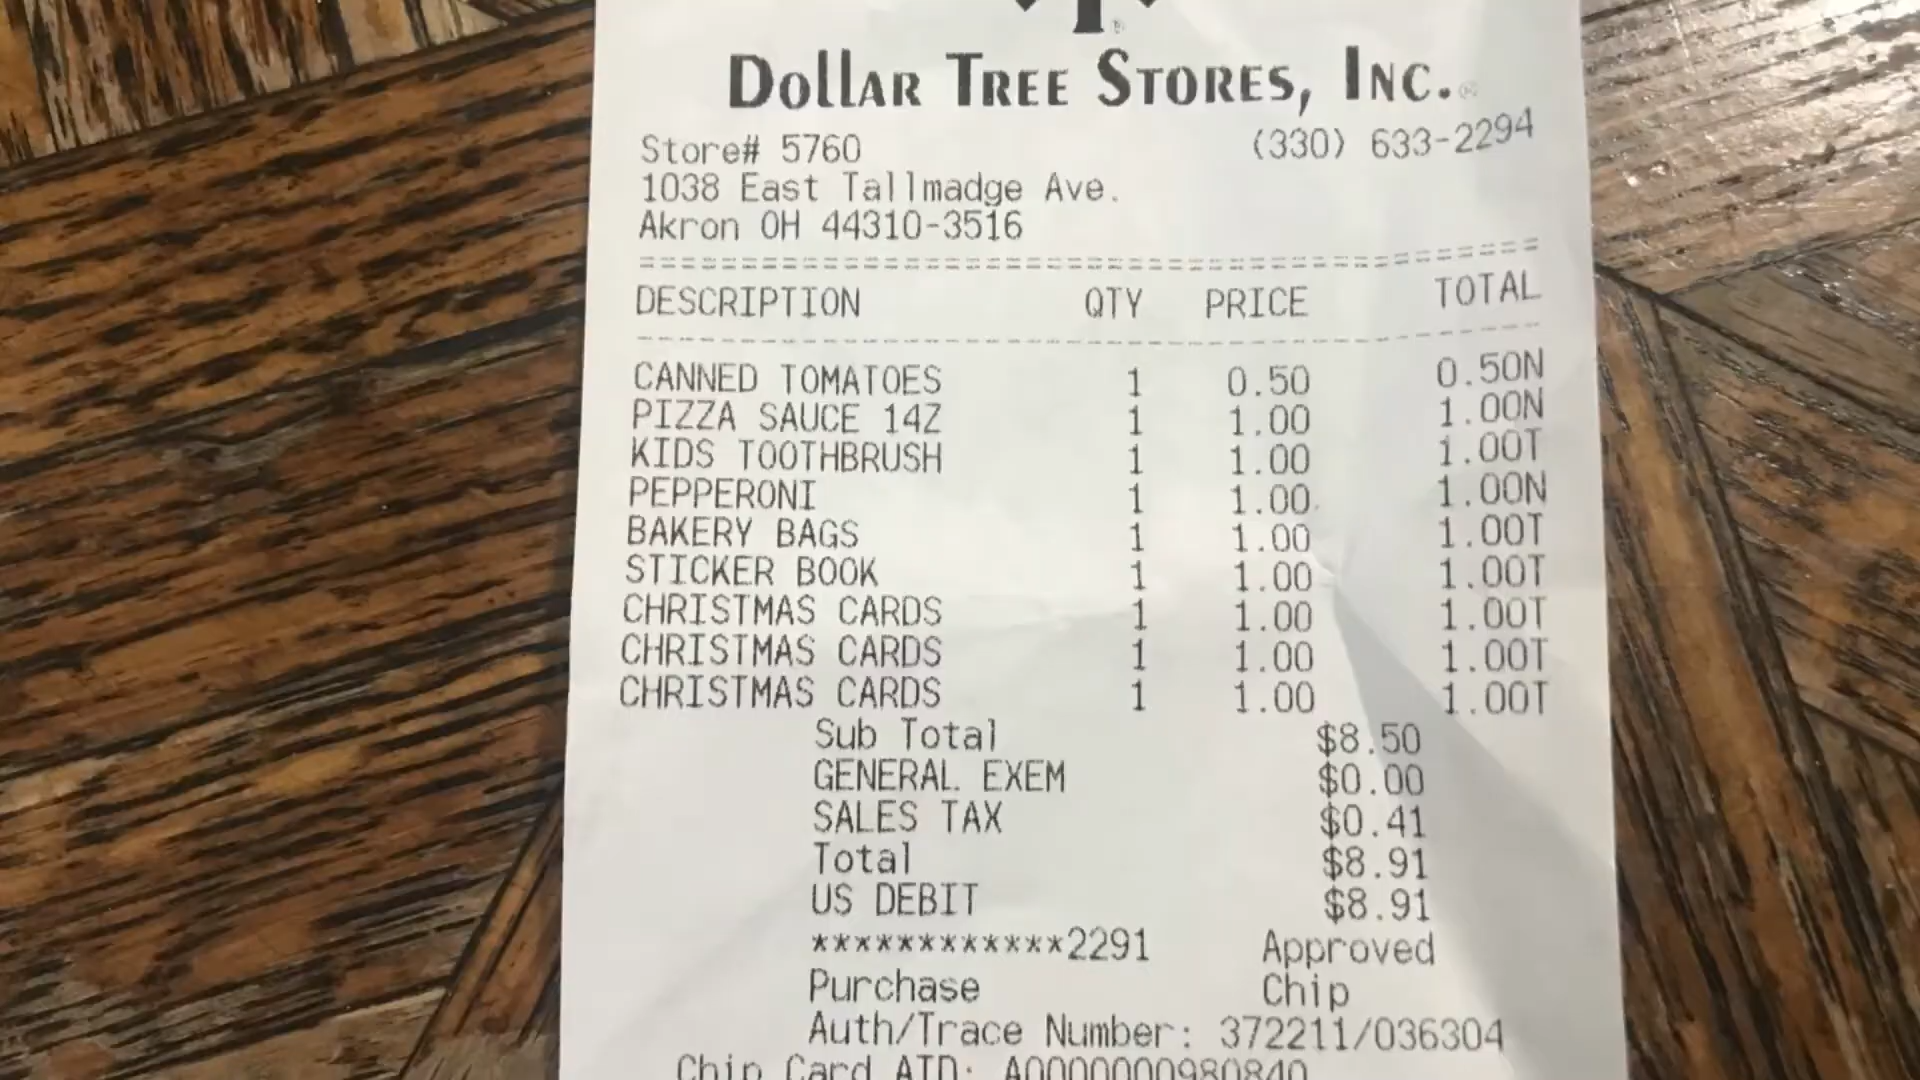 Dollar Tree Stores, Inc.
Store# 5760 (330) 633-2294
1038 East Tallmadge Ave.
Akron OH 44310-3516
DESCRIPTION QTY PRICE TOTAL
CANNED TOMATOES 1 0.50 0.50N
PIZZA SAUCE 14Z 1 1.00 1.00N
KIDS TOOTHBRUSH 1 1.00 1.00T
PEPPERONI 1 1.00 1.00N
BAKERY BAGS 1 1.00 1.00T
STICKER BOOK 1 1.00 1.00T
CHRISTMAS CARDS 1 1.00 1.00T
CHRISTMAS CARDS 1 1.00 1.00T
CHRISTMAS CARDS 1 1.00 1.00T
Sub Total $8.50
GENERAL EXEM $0.00
SALES TAX $0.41
Total $8.91
US DEBIT $8.91
************2291 Approved
Purchase Chip
Auth/Trace Number: 372211/036304
Chip Card AID: A0000000980840